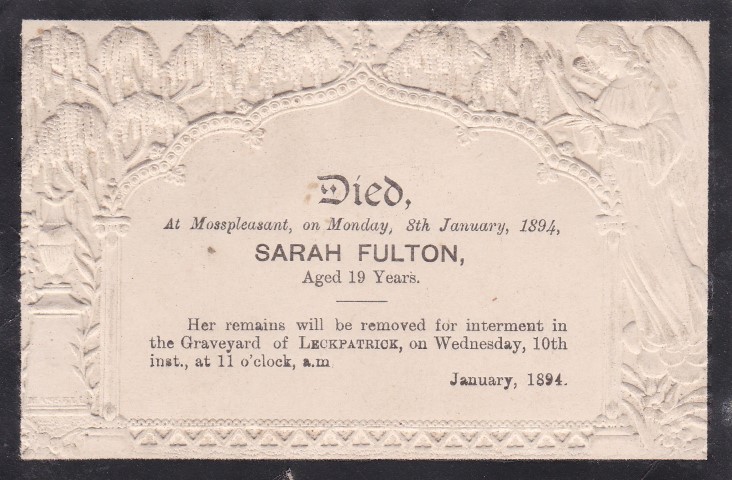 Died,
At Mosspleasant, on Monday, 8th January, 1894,
SARAH FULTON,
Aged 19 Years.
Her remains will be removed for interment in
the Graveyard of LECKPATRICK, on Wednesday, 10th
inst., at 11 o'clock, a.m
January, 1894.